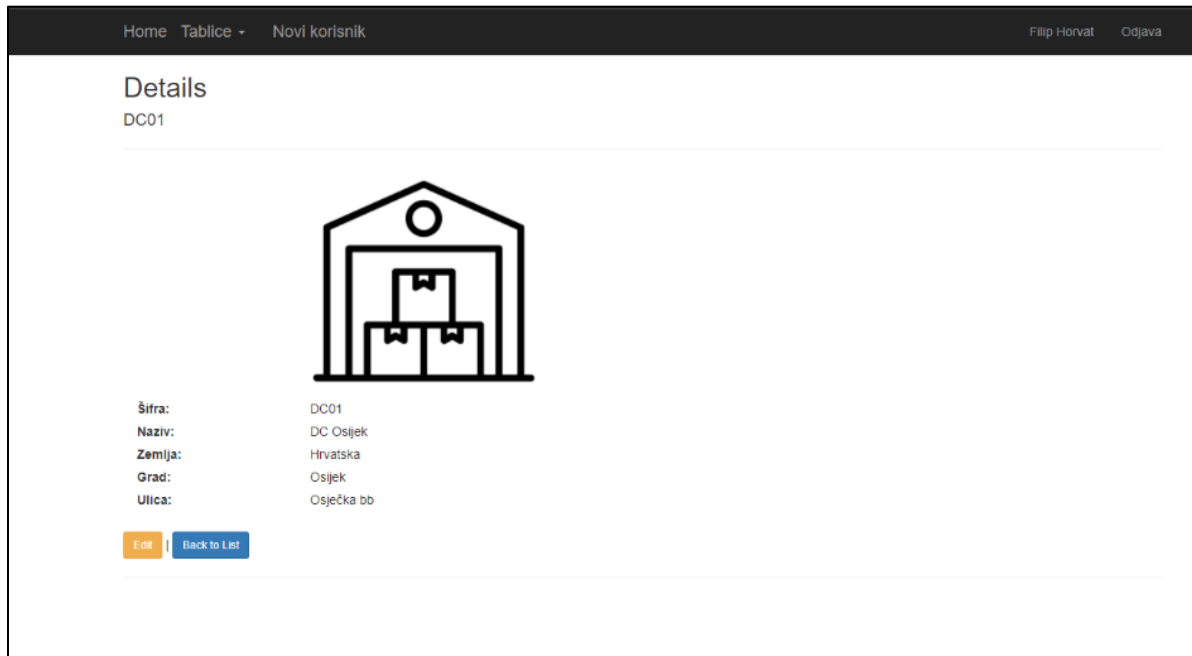 Home Tablice Novi korisnik Filip Horvat Odjava
Details
DC01
Šifra: DC01
Naziv: DC Osijek
Zemlja: Hrvatska
Grad: Osijek
Ulica: Osječka bb
Edit | Back to List